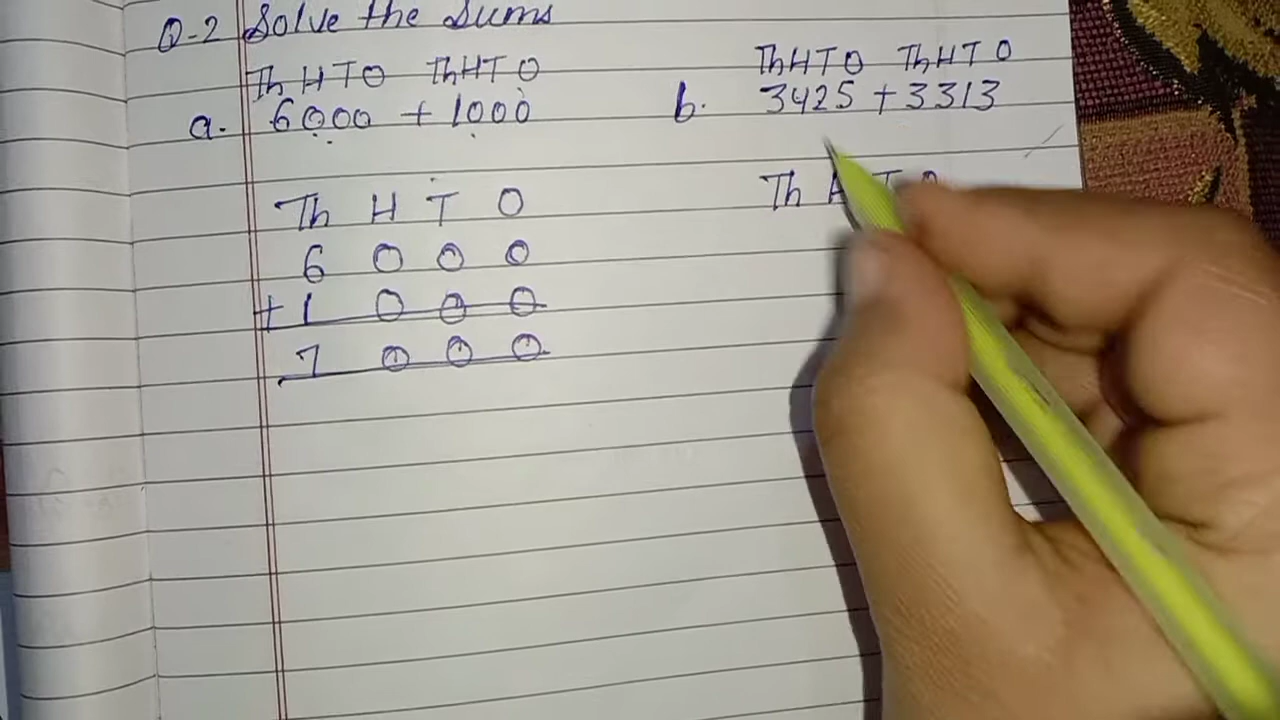 Q-2 Solve the Sums
Th H T O Th H T O
a. 6000 + 1000
Th H T O
6 0 0 0
+ 1 0 0 0
7 0 0 0
Th H T O Th H T O
b. 3425 + 3313
Th H T O